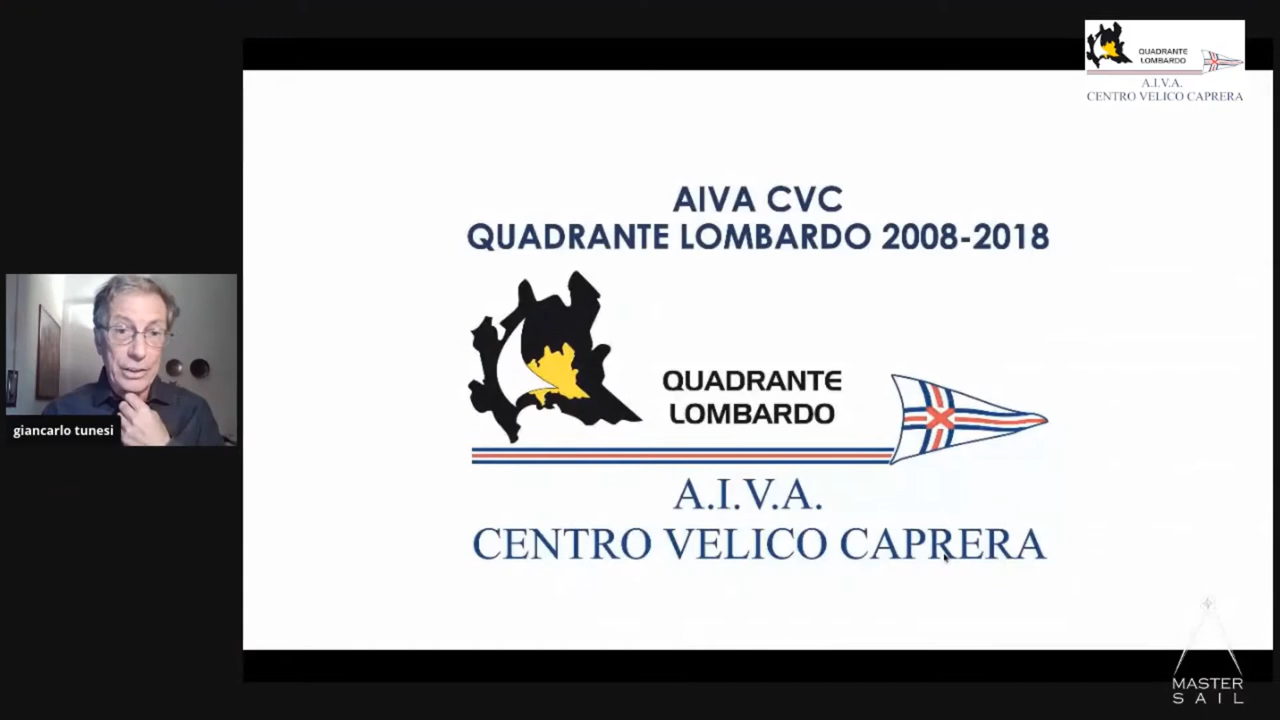 QUADRANTE
LOMBARDO
A.I.V.A.
CENTRO VELICO CAPRERA
AIVA CVC
QUADRANTE LOMBARDO 2008-2018
QUADRANTE
LOMBARDO
A.I.V.A.
CENTRO VELICO CAPRERA
giancarlo tunesi
MASTER
SAIL